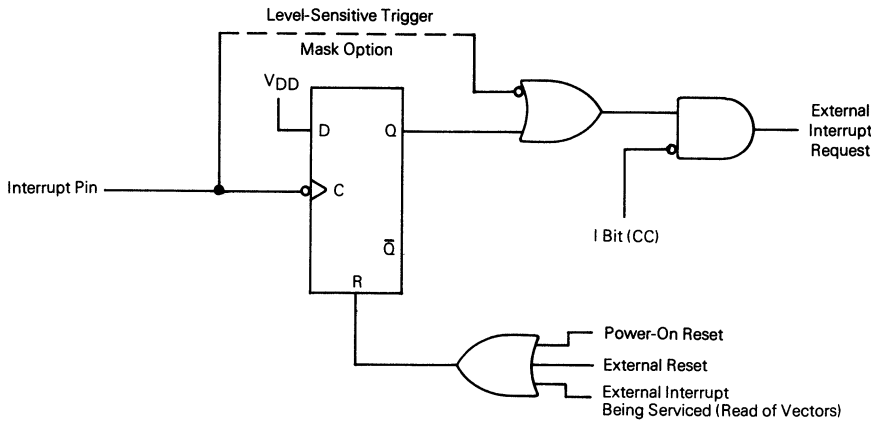 Level-Sensitive Trigger
Mask Option
VDD
D
Q
External
Interrupt
Request
Interrupt Pin
C
I Bit (CC)
Q̅
R
Power-On Reset
External Reset
External Interrupt
Being Serviced (Read of Vectors)